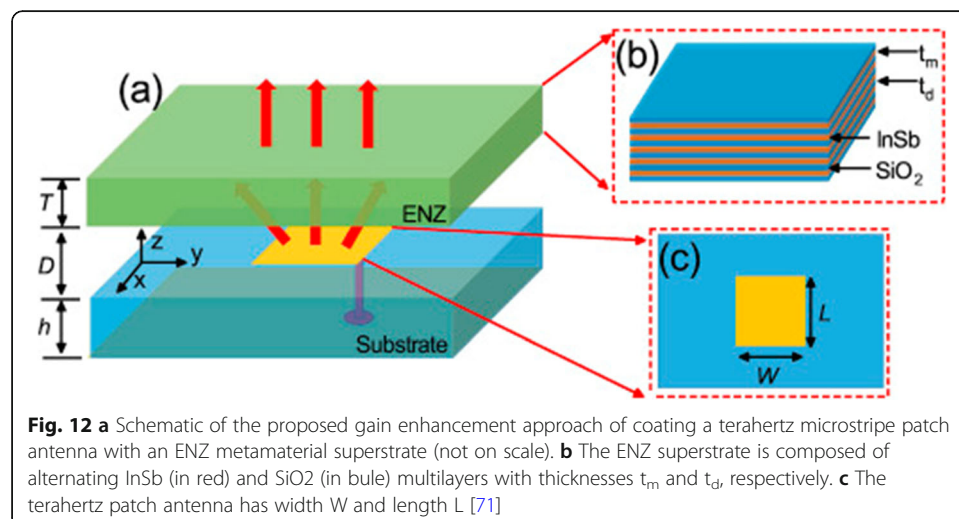 (a)
T
D
h
z
y
x
ENZ
Substrate
(b)
tm
td
InSb
SiO2
(c)
L
W
Fig. 12 a Schematic of the proposed gain enhancement approach of coating a terahertz microstripe patch
antenna with an ENZ metamaterial superstrate (not on scale). b The ENZ superstrate is composed of
alternating InSb (in red) and SiO2 (in bule) multilayers with thicknesses tm and td, respectively. c The
terahertz patch antenna has width W and length L [71]